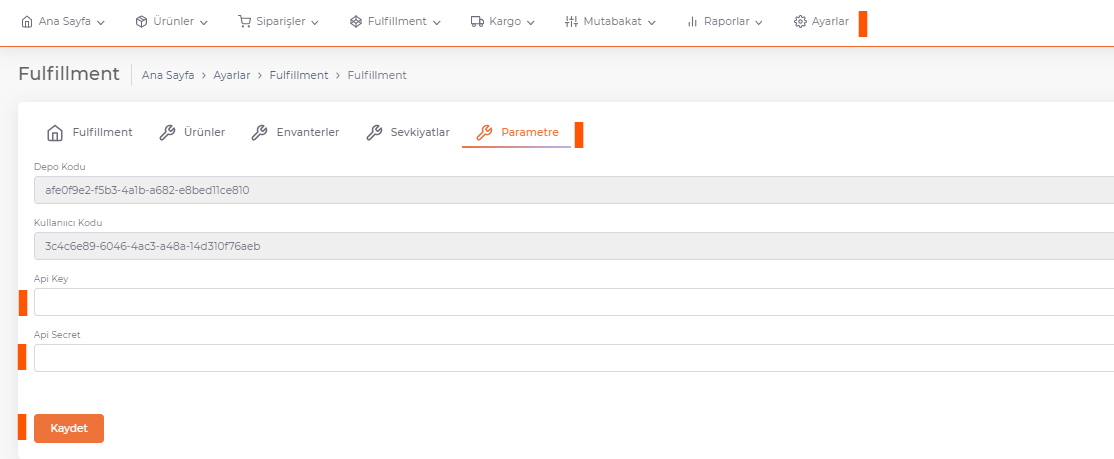 Ana Sayfa Ürünler Siparişler Fulfillment Kargo Mutabakat Raporlar Ayarlar
Fulfillment Ana Sayfa > Ayarlar > Fulfillment > Fulfillment
Fulfillment Ürünler Envanterler Sevkiyatlar Parametre
Depo Kodu
afe0f9e2-f5b3-4a1b-a682-e8bed11ce810
Kullanııcı Kodu
3c4c6e89-6046-4ac3-a48a-14d310f76aeb
Api Key
Api Secret
Kaydet